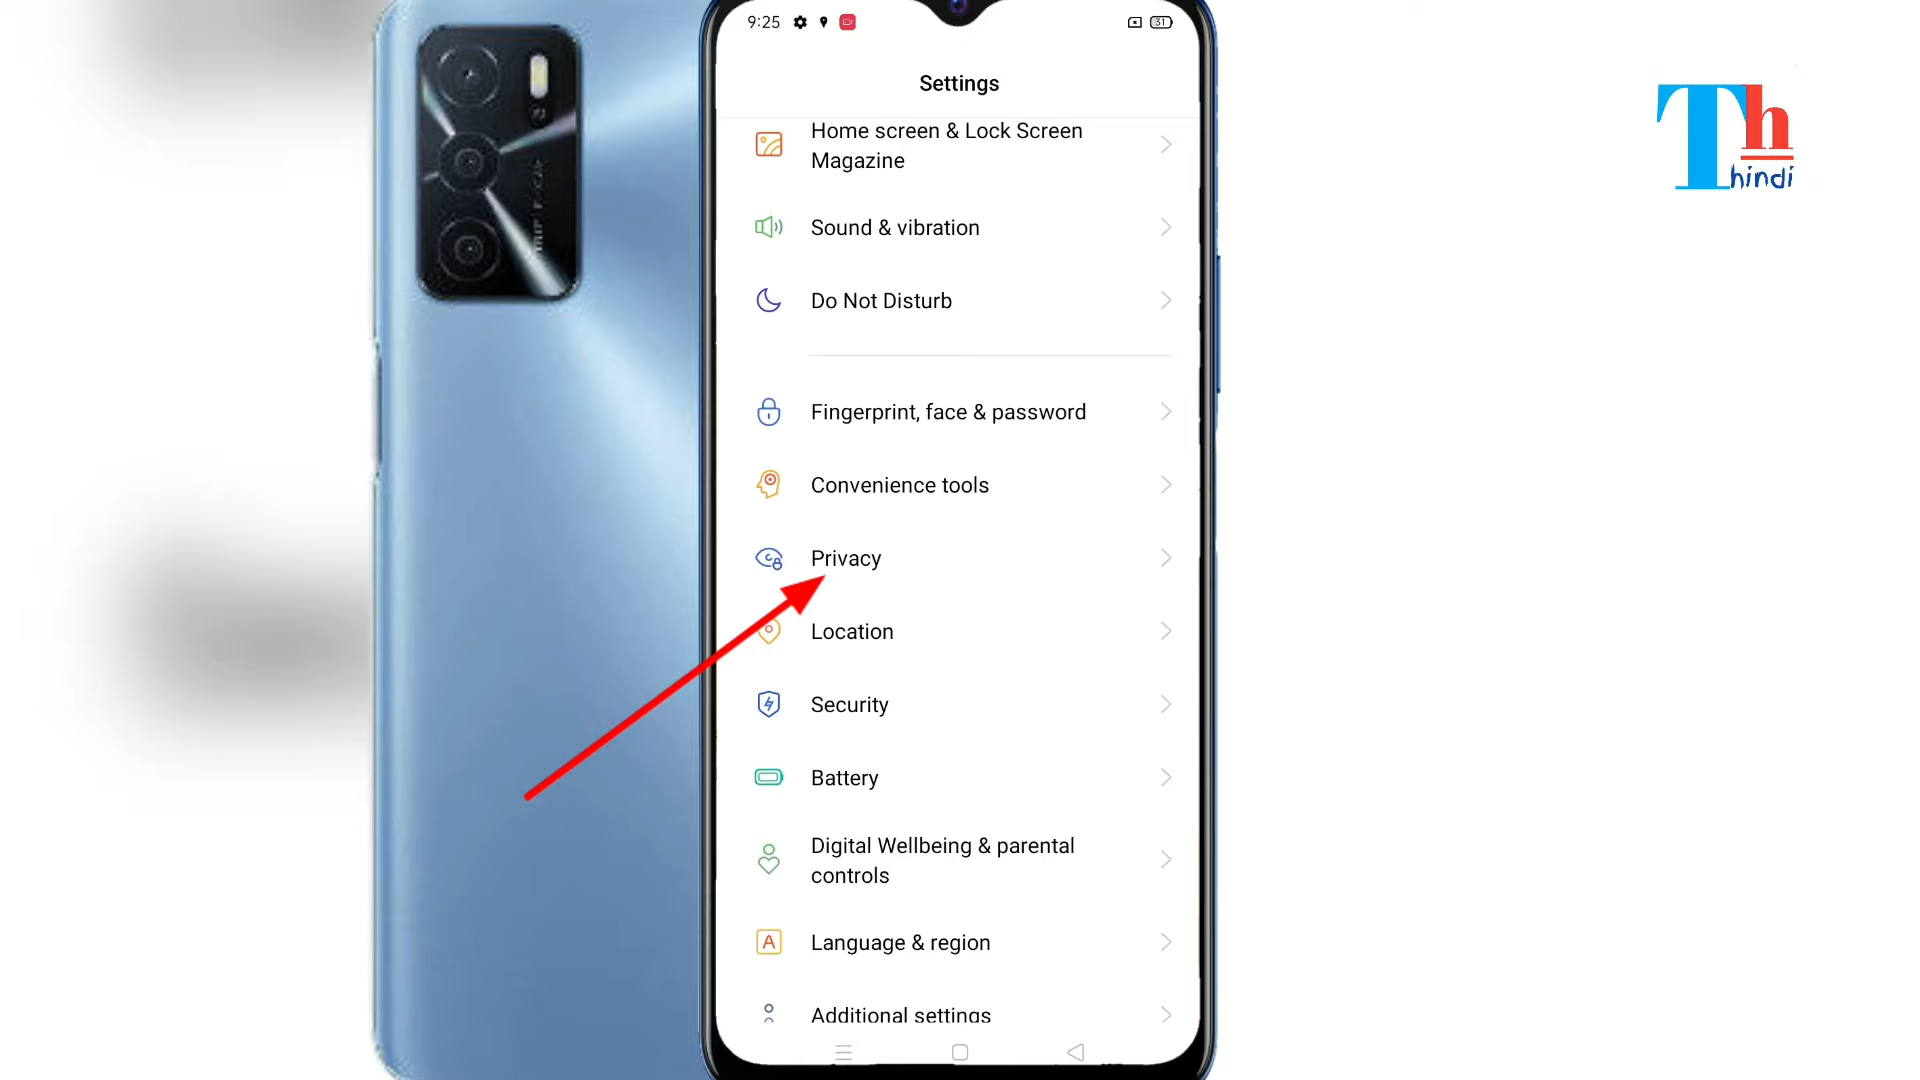 9:25
31
Settings
Home screen & Lock Screen
Magazine
Sound & vibration
Do Not Disturb
Fingerprint, face & password
Convenience tools
Privacy
Location
Security
Battery
Digital Wellbeing & parental
controls
A
Language & region
Additional settings
Th
hindi